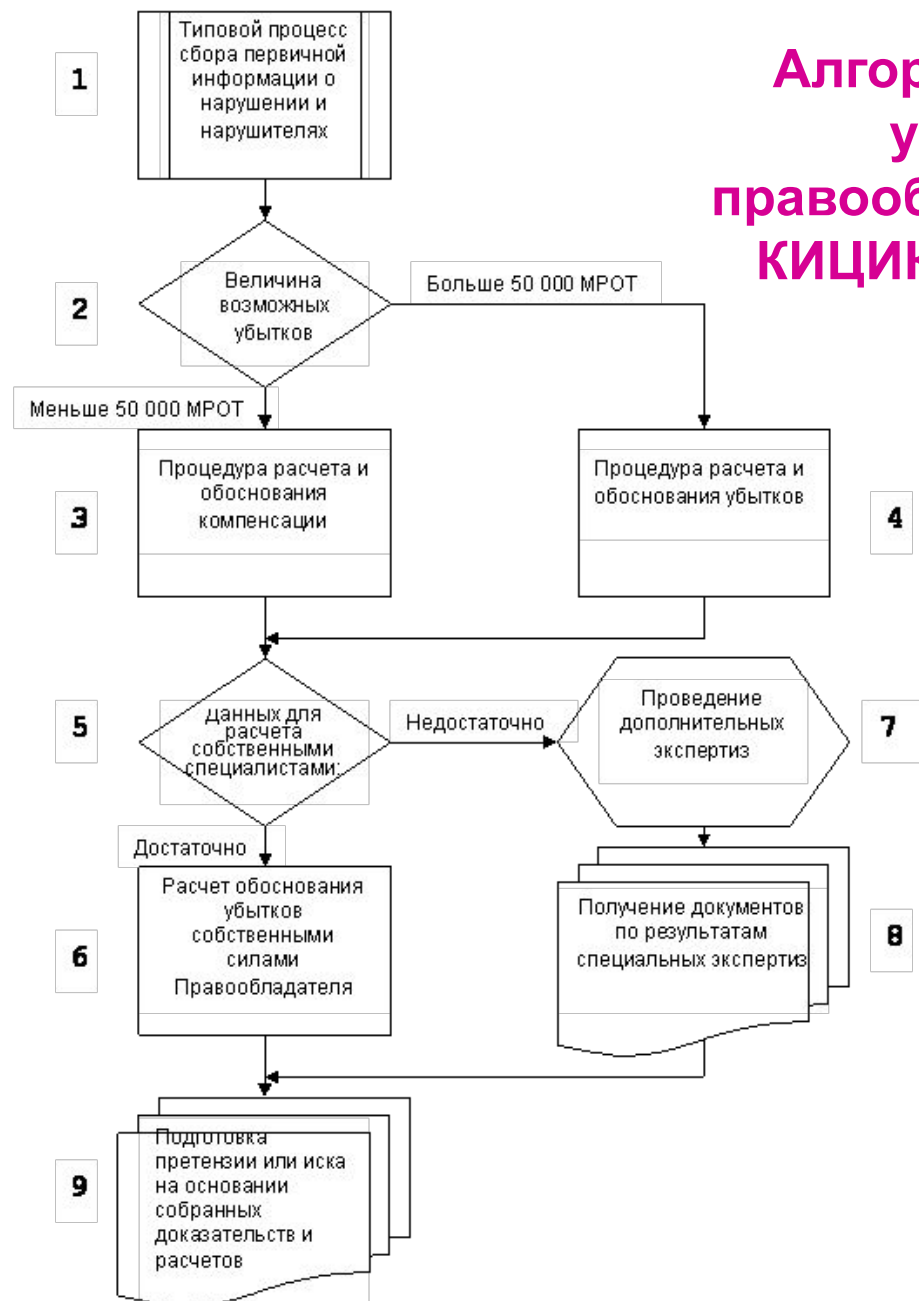 Алгор
у
правооб
КИЦИН
1
Типовой процесс
сбора первичной
информации о
нарушении и
нарушителях
2
Величина
возможных
убытков
Больше 50 000 МРОТ
Меньше 50 000 МРОТ
3
Процедура расчета и
обоснования
компенсации
Процедура расчета и
обоснования убытков
4
5
данных для
расчета
собственными
специалистами:
Недостаточно
Проведение
дополнительных
экспертиз
7
Достаточно
6
Расчет обоснования
убытков
собственными
силами
Правообладателя
Получение документов
по результатам
специальных экспертиз
8
9
Подготовка
претензии или иска
на основании
собранных
доказательств и
расчетов